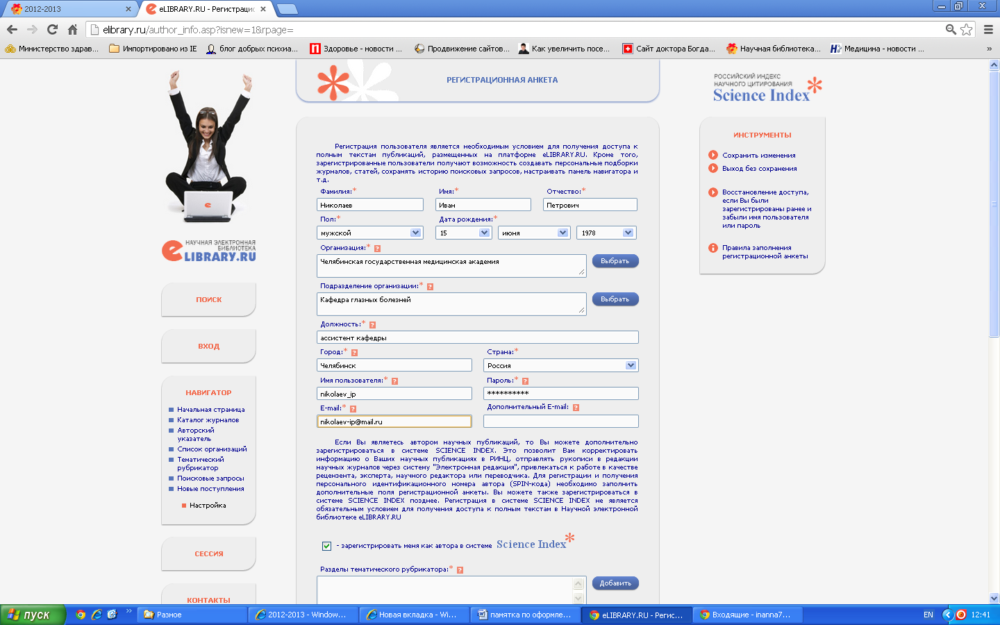 2012-2013
eLIBRARY.RU - Регистрацис
elibrary.ru/author_info.asp?isnew=1&rpage=
Министерство здрав...
Импортировано из IE
блог добрых психиа...
Здоровье - новости ...
Продвижение сайтов...
Как увеличить посе...
Сайт доктора Богда...
Научная библиотека...
Медицина - новости ...
»
РЕГИСТРАЦИОННАЯ АНКЕТА
РОССИЙСКИЙ ИНДЕКС
НАУЧНОГО ЦИТИРОВАНИЯ
Science Index
НАУЧНАЯ ЭЛЕКТРОННАЯ
БИБЛИОТЕКА
eLIBRARY.RU
ПОИСК
ВХОД
НАВИГАТОР
Начальная страница
Каталог журналов
Авторский
указатель
Список организаций
Тематический
рубрикатор
Поисковые запросы
Новые поступления
Настройка
СЕССИЯ
КОНТАКТЫ
Регистрация пользователя является необходимым условием для получения доступа к
полным текстам публикаций, размещенных на платформе eLIBRARY.RU. Кроме того,
зарегистрированные пользователи получают возможность создавать персональные подборки
журналов, статей, сохранять историю поисковых запросов, настраивать панель навигатора и
т.д.
Фамилия:* Имя:* Отчество:*
Николаев Иван Петрович
Пол:* Дата рождения:*
мужской 15 июня 1978
Организация:* ?
Челябинская государственная медицинская академия
Выбрать
Подразделение организации:* ?
Кафедра глазных болезней
Выбрать
Должность:* ?
ассистент кафедры
Город:* ? Страна:*
Челябинск Россия
Имя пользователя:* ? Пароль:* ?
nikolaev_ip **********
E-mail:* ? Дополнительный E-mail: ?
nikolaev-ip@mail.ru
Если Вы являетесь автором научных публикаций, то Вы можете дополнительно
зарегистрироваться в системе SCIENCE INDEX. Это позволит Вам корректировать
информацию о Ваших научных публикациях в РИНЦ, отправлять рукописи в редакции
научных журналов через систему "Электронная редакция", привлекаться к работе в качестве
рецензента, эксперта, научного редактора или переводчика. Для регистрации и получения
персонального идентификационного номера автора (SPIN-кода) необходимо заполнить
дополнительные поля регистрационной анкеты. Вы можете также зарегистрироваться в
системе SCIENCE INDEX позднее. Регистрация в системе SCIENCE INDEX не является
обязательным условием для получения доступа к полным текстам в Научной электронной
библиотеке eLIBRARY.RU
- зарегистрировать меня как автора в системе Science Index*
Разделы тематического рубрикатора:* ?
Добавить
ИНСТРУМЕНТЫ
Сохранить изменения
Выход без сохранения
Восстановление доступа,
если Вы были
зарегистрированы ранее и
забыли имя пользователя
или пароль
Правила заполнения
регистрационной анкеты
пуск
»
Разное
2012-2013 - Window...
Новая вкладка - Wi...
памятка по оформле...
eLIBRARY.RU - Регис...
Входящие - inanna7...
EN
12:41